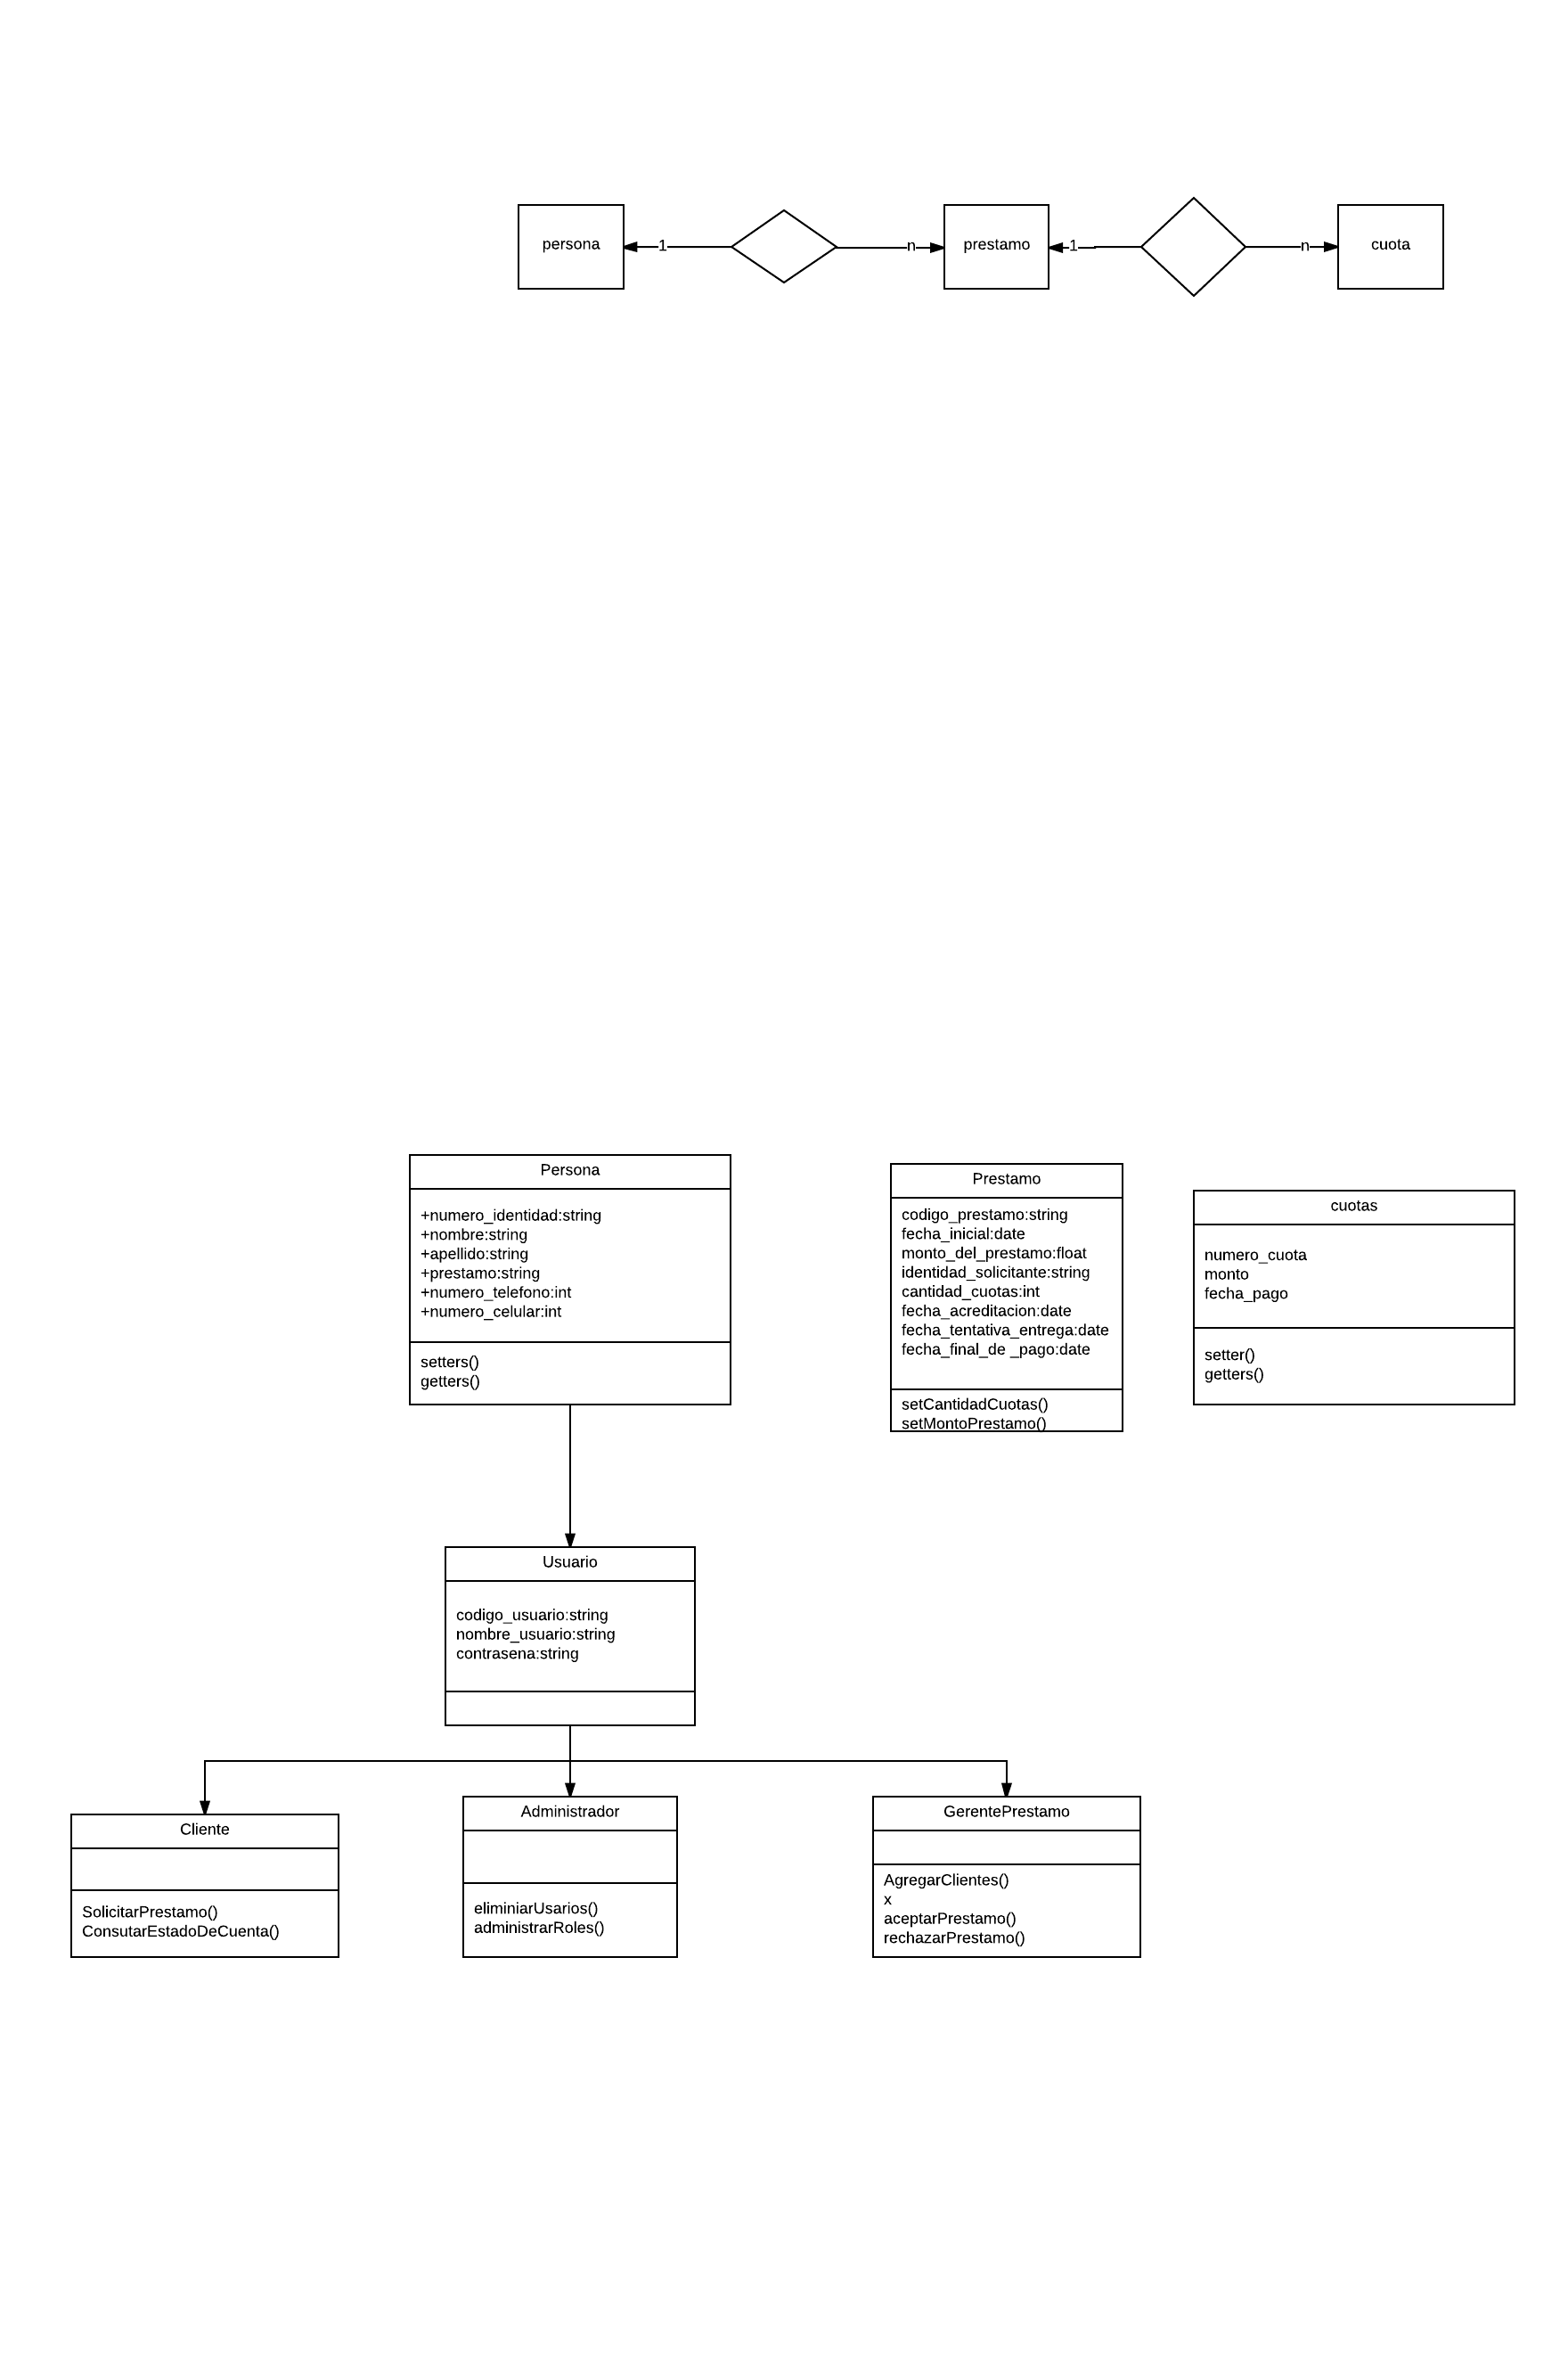 persona
1
n
prestamo
1
n
cuota
Persona
+numero_identidad:string
+nombre:string
+apellido:string
+prestamo:string
+numero_telefono:int
+numero_celular:int
setters()
getters()
Prestamo
codigo_prestamo:string
fecha_inicial:date
monto_del_prestamo:float
identidad_solicitante:string
cantidad_cuotas:int
fecha_acreditacion:date
fecha_tentativa_entrega:date
fecha_final_de _pago:date
setCantidadCuotas()
setMontoPrestamo()
cuotas
numero_cuota
monto
fecha_pago
setter()
getters()
Usuario
codigo_usuario:string
nombre_usuario:string
contrasena:string
Cliente
SolicitarPrestamo()
ConsutarEstadoDeCuenta()
Administrador
eliminiarUsarios()
administrarRoles()
GerentePrestamo
AgregarClientes()
x
aceptarPrestamo()
rechazarPrestamo()